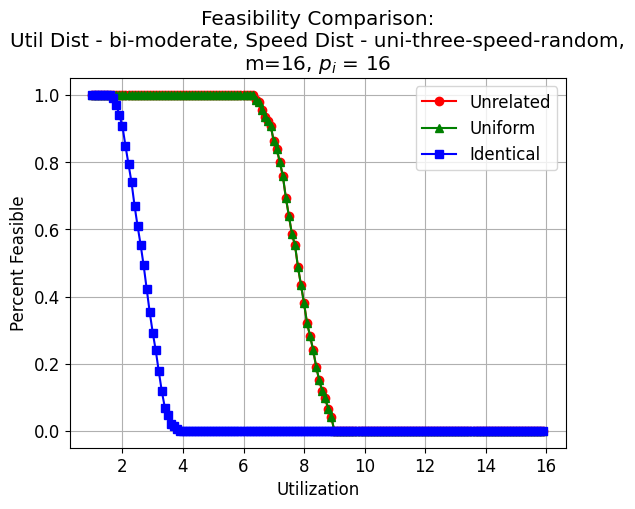 Feasibility Comparison:
Util Dist - bi-moderate, Speed Dist - uni-three-speed-random,
m=16, $p_i$ = 16
Unrelated
Uniform
Identical
Percent Feasible
1.0
0.8
0.6
0.4
0.2
0.0
2 4 6 8 10 12 14 16
Utilization